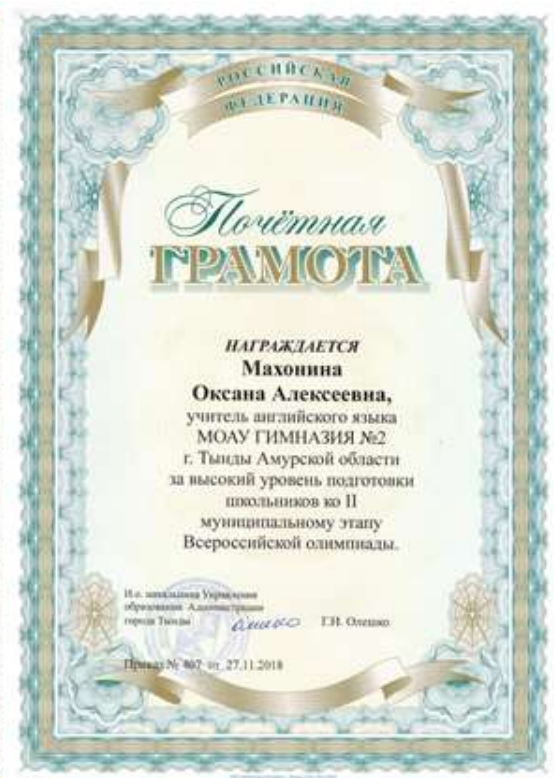 РОССИЙСКАЯ
ФЕДЕРАЦИЯ
Почётная
ГРАМОТА
НАГРАЖДАЕТСЯ
Махонина
Оксана Алексеевна,
учитель английского языка
МОАУ ГИМНАЗИЯ №2
г. Тынды Амурской области
за высокий уровень подготовки
школьников ко II
муниципальному этапу
Всероссийской олимпиады.
И.о. начальника Управления
образования Администрации
города Тынды Г.И. Олешко
Приказ № 407 от 27.11.2018